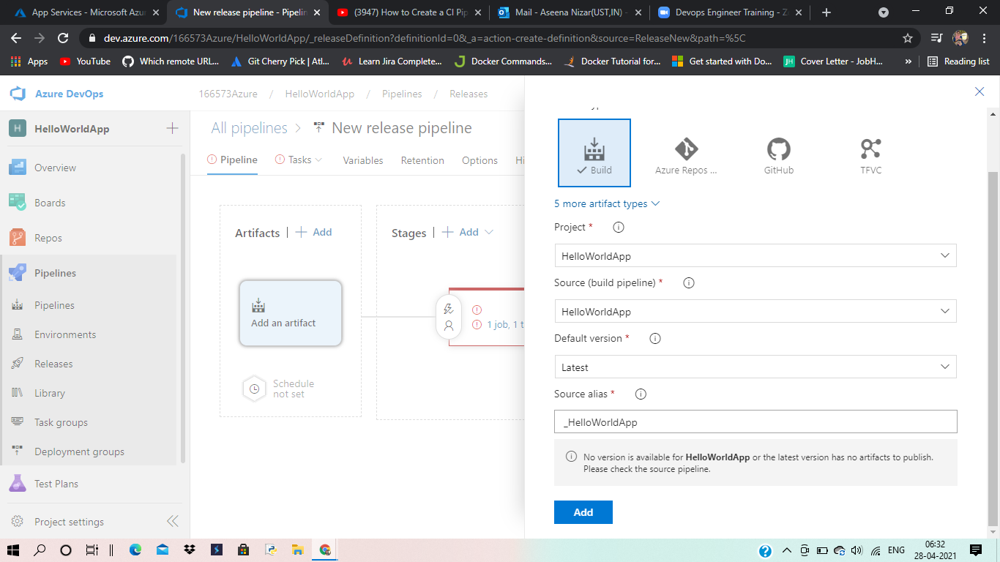 App Services - Microsoft Azur
New release pipeline - Pipelin
(3947) How to Create a CI Pip
Mail - Aseena Nizar(UST,IN) -
Devops Engineer Training - Zo
dev.azure.com/166573Azure/HelloWorldApp/_releaseDefinition?definitionId=0&_a=action-create-definition&source=ReleaseNew&path=%5C
Apps
YouTube
Which remote URL...
Git Cherry Pick | Atl...
Learn Jira Complete...
Docker Commands...
Docker Tutorial for...
Get started with Do...
JH
Cover Letter - JobH...
»
Reading list
Azure DevOps
166573Azure / HelloWorldApp / Pipelines / Releases
H
HelloWorldApp
Overview
Boards
Repos
Pipelines
Pipelines
Environments
Releases
Library
Task groups
Deployment groups
Test Plans
Project settings
All pipelines > New release pipeline
Pipeline
Tasks
Variables
Retention
Options
Hi
Artifacts | + Add
Stages | + Add
Add an artifact
Schedule
not set
1 job, 1 t
Build
Azure Repos ...
GitHub
TFVC
5 more artifact types
Project *
HelloWorldApp
Source (build pipeline) *
HelloWorldApp
Default version *
Latest
Source alias *
_HelloWorldApp
No version is available for HelloWorldApp or the latest version has no artifacts to publish.
Please check the source pipeline.
Add
ENG
06:32
28-04-2021